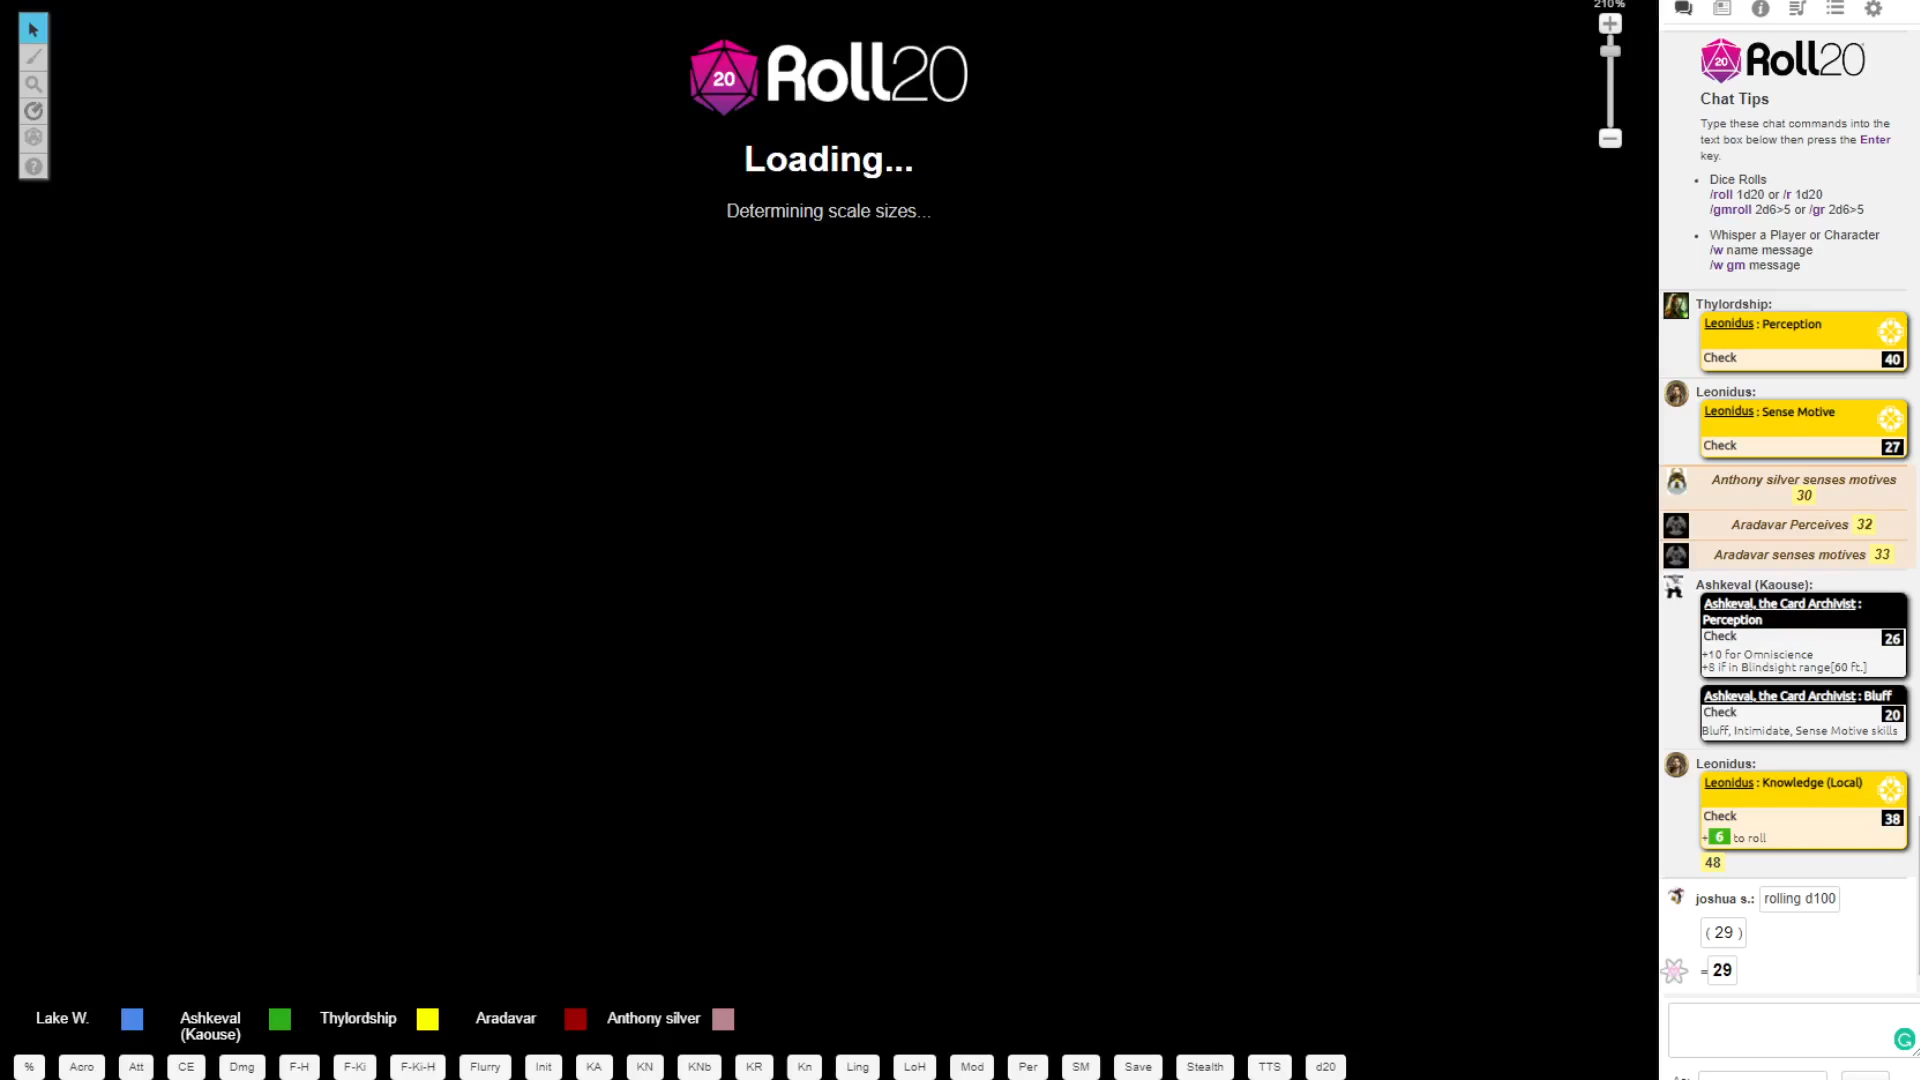 210%
20 Roll20
Loading...
Determining scale sizes...
20 Roll20
Chat Tips
Type these chat commands into the
text box below then press the Enter
key.
Dice Rolls
/roll 1d20 or /r 1d20
/gmroll 2d6>5 or /gr 2d6>5
Whisper a Player or Character
/w name message
/w gm message
Thylordship:
Leonidus : Perception
Check 40
Leonidus:
Leonidus : Sense Motive
Check 27
Anthony silver senses motives
30
Aradavar Perceives 32
Aradavar senses motives 33
Ashkeval (Kaouse):
Ashkeval, the Card Archivist :
Perception
Check 26
+10 for Omniscience
+8 if in Blindsight range[60 ft.]
Ashkeval, the Card Archivist : Bluff
Check 20
Bluff, Intimidate, Sense Motive skills
Leonidus:
Leonidus : Knowledge (Local)
Check 38
+ 6 to roll
48
joshua s.: rolling d100
( 29 )
= 29
Lake W. Ashkeval (Kaouse) Thylordship Aradavar Anthony silver
% Acro Att CE Dmg F-H F-Ki F-Ki-H Flurry Init KA KN KNb KR Kn Ling LoH Mod Per SM Save Stealth TTS d20